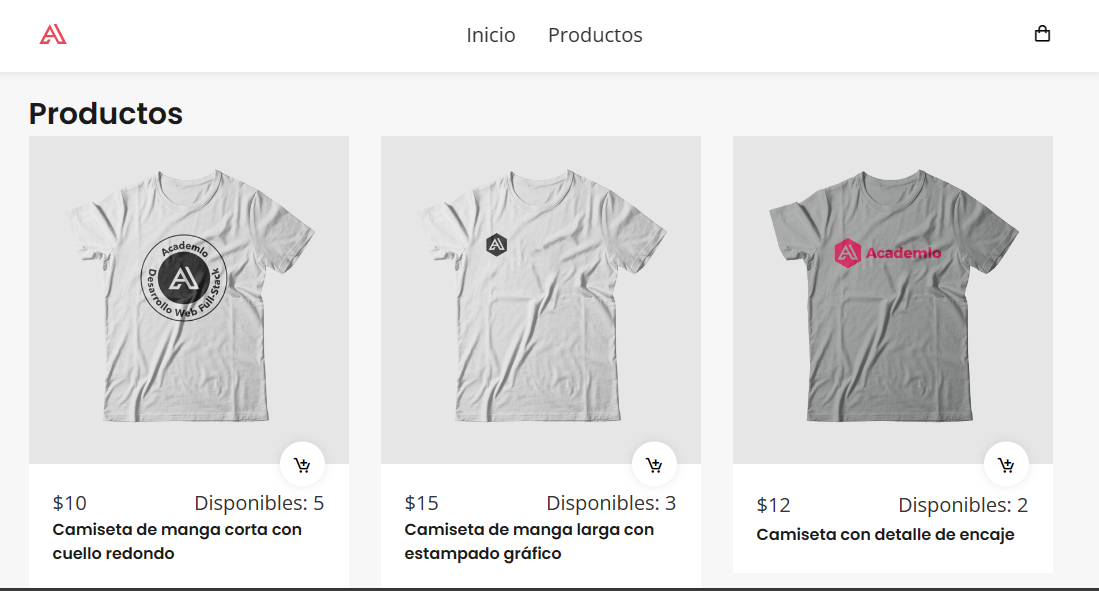 Inicio Productos
Productos
Academlo
Desarrollo Web Full-Stack
Academlo
$10 Disponibles: 5
Camiseta de manga corta con
cuello redondo
$15 Disponibles: 3
Camiseta de manga larga con
estampado gráfico
$12 Disponibles: 2
Camiseta con detalle de encaje